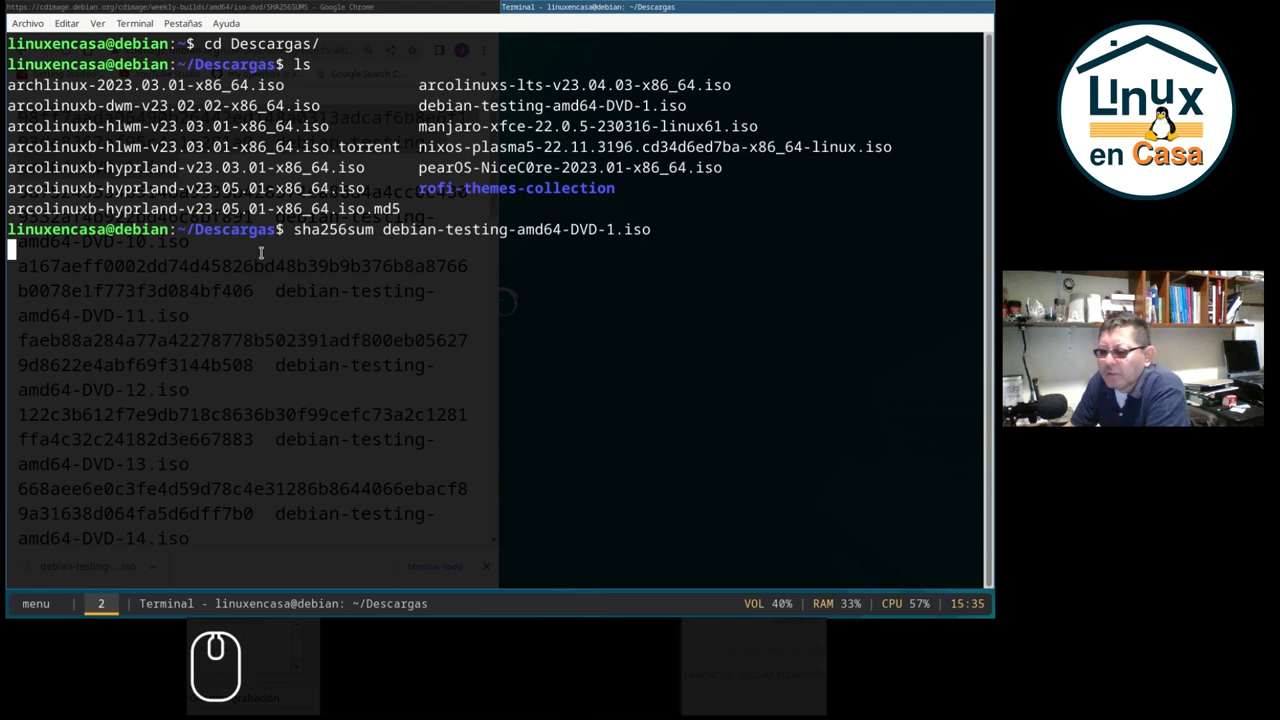 https://cdimage.debian.org/cdimage/weekly-builds/amd64/iso-dvd/SHA256SUMS - Google Chrome
Terminal - linuxencasa@debian: ~/Descargas
Archivo Editar Ver Terminal Pestañas Ayuda
linuxencasa@debian:~$ cd Descargas/
linuxencasa@debian:~/Descargas$ ls
archlinux-2023.03.01-x86_64.iso arcolinuxs-lts-v23.04.03-x86_64.iso
arcolinuxb-dwm-v23.02.02-x86_64.iso debian-testing-amd64-DVD-1.iso
arcolinuxb-hlwm-v23.03.01-x86_64.iso manjaro-xfce-22.0.5-230316-linux61.iso
arcolinuxb-hlwm-v23.03.01-x86_64.iso.torrent nixos-plasma5-22.11.3196.cd34d6ed7ba-x86_64-linux.iso
arcolinuxb-hyprland-v23.03.01-x86_64.iso pearOS-NiceC0re-2023.01-x86_64.iso
arcolinuxb-hyprland-v23.05.01-x86_64.iso rofi-themes-collection
arcolinuxb-hyprland-v23.05.01-x86_64.iso.md5
linuxencasa@debian:~/Descargas$ sha256sum debian-testing-amd64-DVD-1.iso
amd64-DVD-10.iso
a167aeff0002dd74d45826bd48b39b9b376b8a8766
b0078e1f773f3d084bf406 debian-testing-
amd64-DVD-11.iso
faeb88a284a77a42278778b502391adf800eb05627
9d8622e4abf69f3144b508 debian-testing-
amd64-DVD-12.iso
122c3b612f7e9db718c8636b30f99cefc73a2c1281
ffa4c32c24182d3e667883 debian-testing-
amd64-DVD-13.iso
668aee6e0c3fe4d59d78c4e31286b8644066ebacf8
9a31638d064fa5d6dff7b0 debian-testing-
amd64-DVD-14.iso
debian-testing-....iso Mostrar todo
menu | 2 | Terminal - linuxencasa@debian: ~/Descargas VOL 40% | RAM 33% | CPU 57% | 15:35
Linux
en Casa